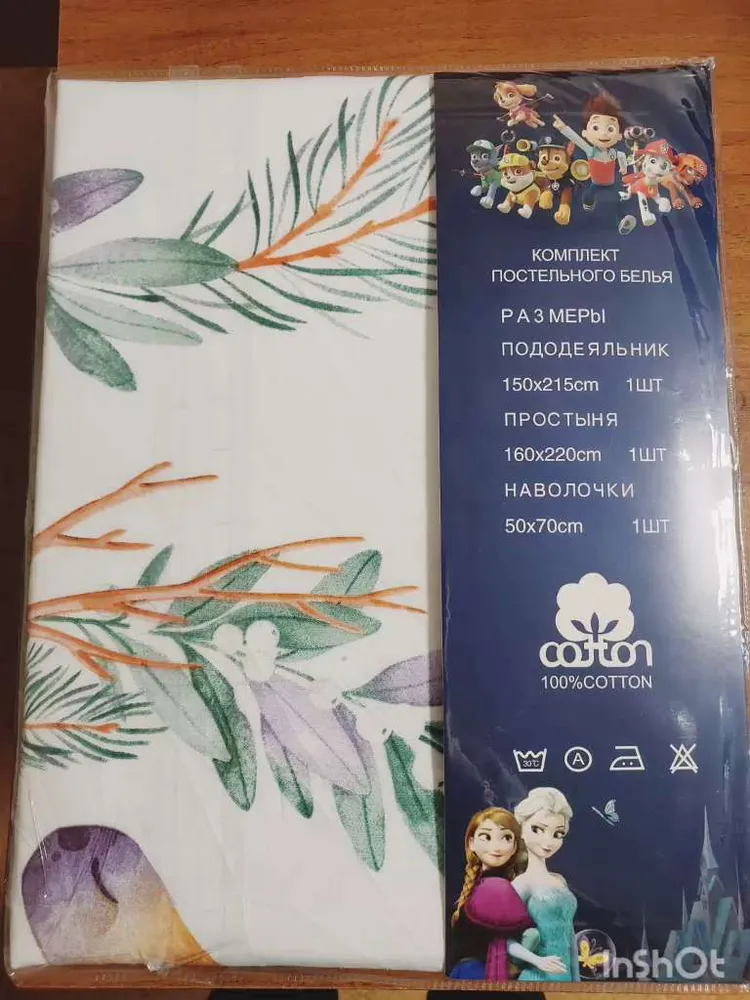 КОМПЛЕКТ
ПОСТЕЛЬНОГО БЕЛЬЯ
РАЗМЕРЫ
ПОДОДЕЯЛЬНИК
150x215cm 1ШТ
ПРОСТЫНЯ
160x220cm 1ШТ
НАВОЛОЧКИ
50x70cm 1ШТ
cotton
100%COTTON
30°C A
InShOt